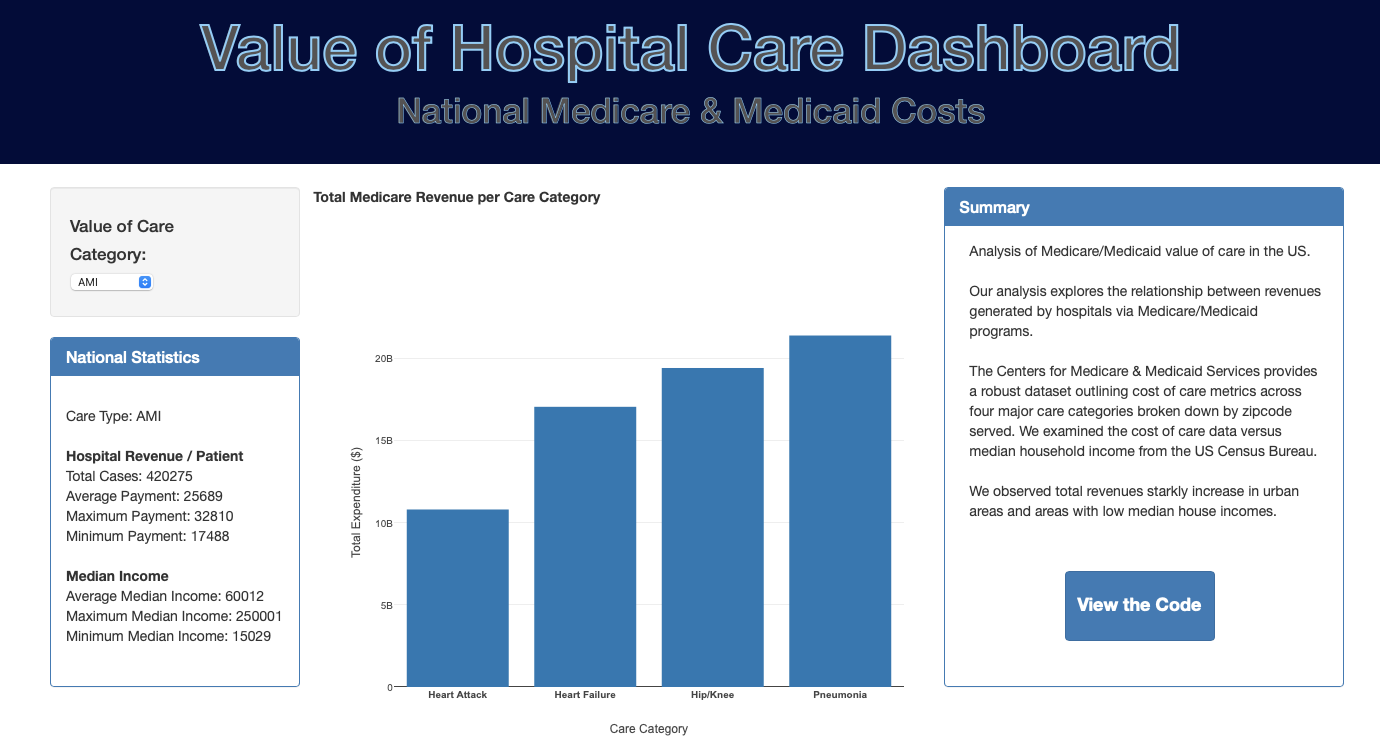 Value of Hospital Care Dashboard
National Medicare & Medicaid Costs
Value of Care
Category:
AMI
National Statistics
Care Type: AMI
Hospital Revenue / Patient
Total Cases: 420275
Average Payment: 25689
Maximum Payment: 32810
Minimum Payment: 17488
Median Income
Average Median Income: 60012
Maximum Median Income: 250001
Minimum Median Income: 15029
Total Medicare Revenue per Care Category
Total Expenditure ($)
20B
15B
10B
5B
0
Heart Attack
Heart Failure
Hip/Knee
Pneumonia
Care Category
Summary
Analysis of Medicare/Medicaid value of care in the US.
Our analysis explores the relationship between revenues
generated by hospitals via Medicare/Medicaid
programs.
The Centers for Medicare & Medicaid Services provides
a robust dataset outlining cost of care metrics across
four major care categories broken down by zipcode
served. We examined the cost of care data versus
median household income from the US Census Bureau.
We observed total revenues starkly increase in urban
areas and areas with low median house incomes.
View the Code